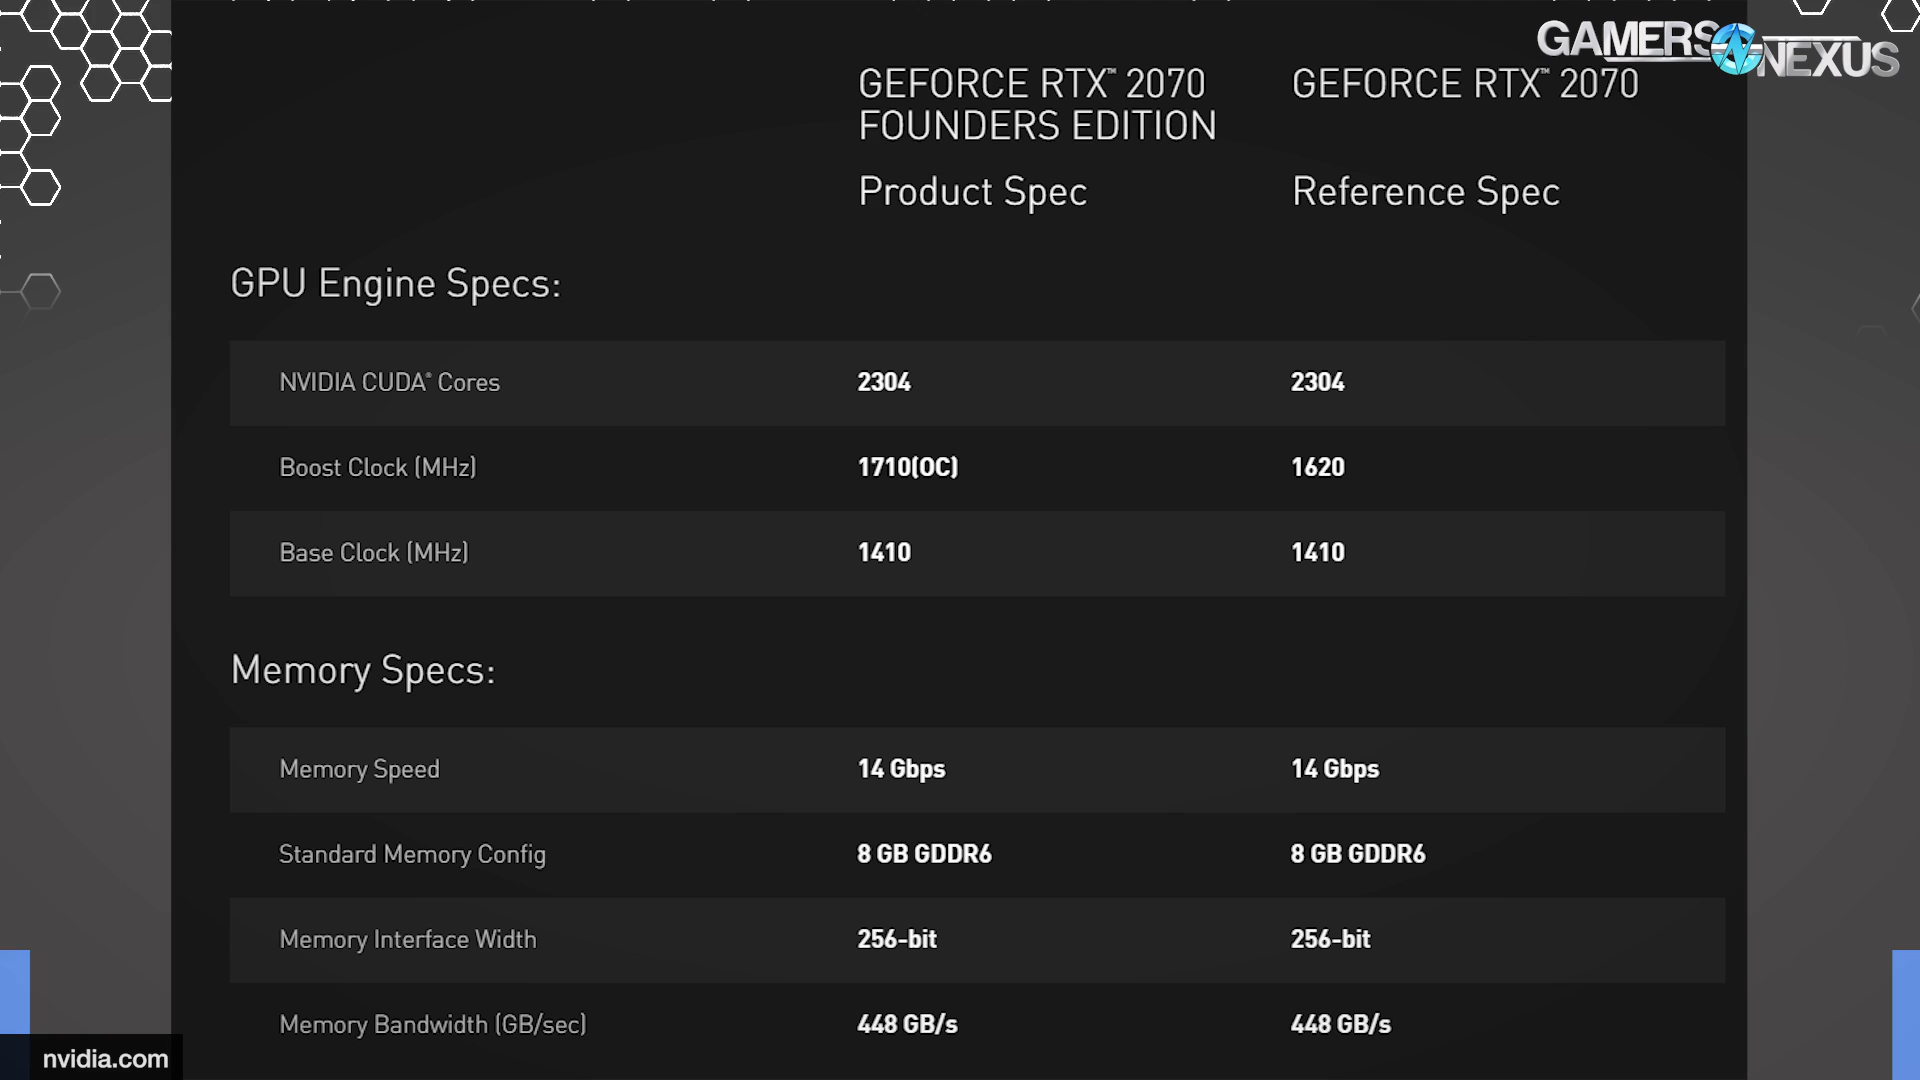 GAMERS NEXUS
GEFORCE RTX™ 2070 FOUNDERS EDITION
GEFORCE RTX™ 2070
Product Spec
Reference Spec
GPU Engine Specs:
NVIDIA CUDA® Cores 2304 2304
Boost Clock (MHz) 1710(OC) 1620
Base Clock (MHz) 1410 1410
Memory Specs:
Memory Speed 14 Gbps 14 Gbps
Standard Memory Config 8 GB GDDR6 8 GB GDDR6
Memory Interface Width 256-bit 256-bit
Memory Bandwidth (GB/sec) 448 GB/s 448 GB/s
nvidia.com